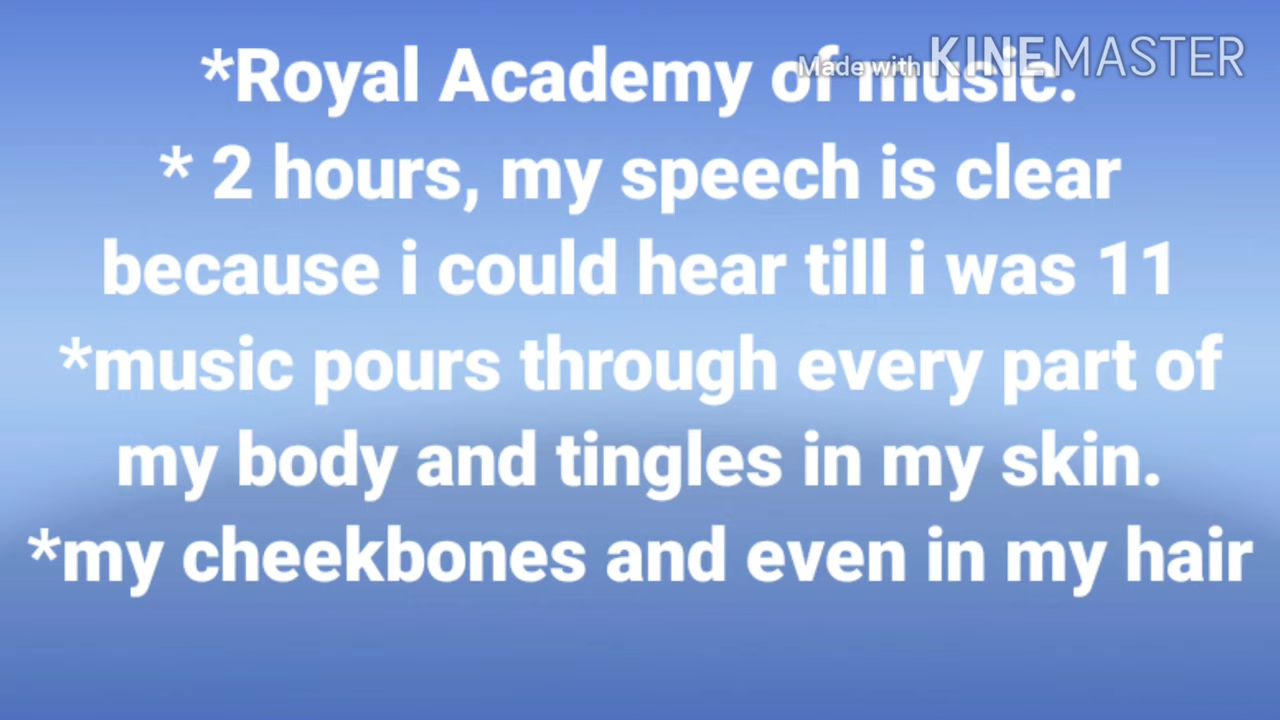 *Royal Academy of music.
Made with KINEMASTER
* 2 hours, my speech is clear
because i could hear till i was 11
*music pours through every part of
my body and tingles in my skin.
*my cheekbones and even in my hair